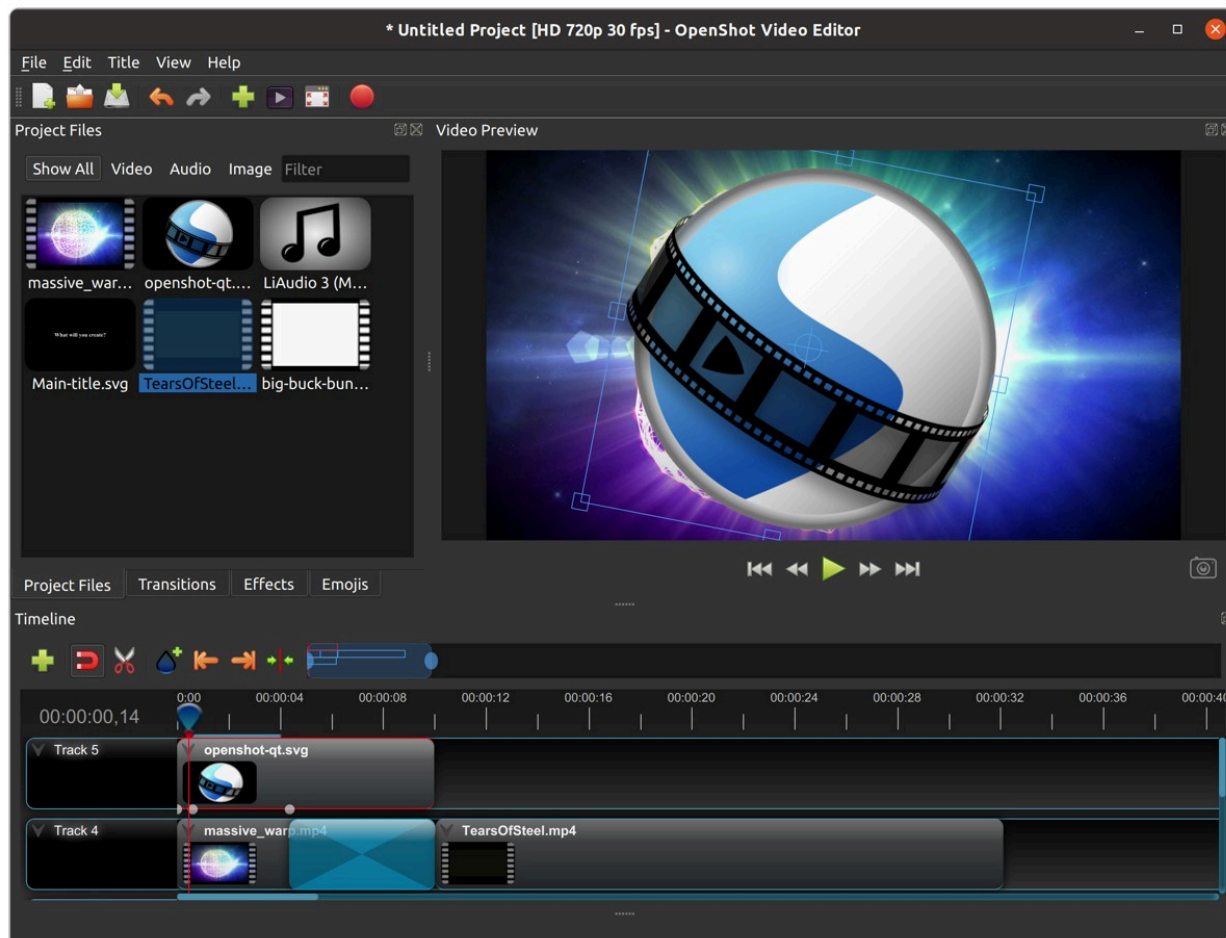 * Untitled Project [HD 720p 30 fps] - OpenShot Video Editor
File Edit Title View Help
Project Files
Video Preview
Show All Video Audio Image Filter
massive_war... openshot-qt.... LiAudio 3 (M...
What will you create?
Main-title.svg TearsOfSteel... big-buck-bun...
Project Files Transitions Effects Emojis
Timeline
0:00 00:00:04 00:00:08 00:00:12 00:00:16 00:00:20 00:00:24 00:00:28 00:00:32 00:00:36 00:00:40
00:00:00,14
Track 5 openshot-qt.svg
Track 4 massive_warp.mp4 TearsOfSteel.mp4